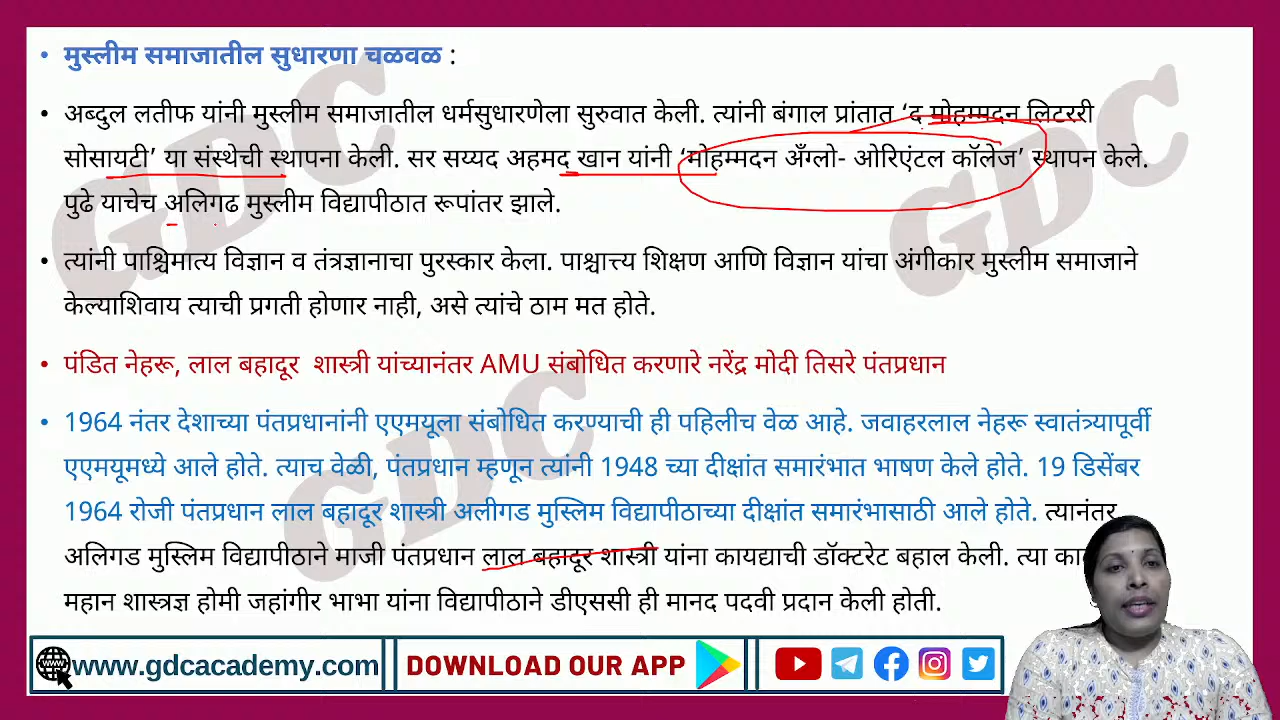 • मुस्लीम समाजातील सुधारणा चळवळ :
• अब्दुल लतीफ यांनी मुस्लीम समाजातील धर्मसुधारणेला सुरुवात केली. त्यांनी बंगाल प्रांतात ‘द मोहम्मदन लिटररी
सोसायटी’ या संस्थेची स्थापना केली. सर सय्यद अहमद खान यांनी ‘मोहम्मदन अँग्लो- ओरिएंटल कॉलेज’ स्थापन केले.
पुढे याचेच अलिगढ मुस्लीम विद्यापीठात रूपांतर झाले.
• त्यांनी पाश्चिमात्य विज्ञान व तंत्रज्ञानाचा पुरस्कार केला. पाश्चात्त्य शिक्षण आणि विज्ञान यांचा अंगीकार मुस्लीम समाजाने
केल्याशिवाय त्याची प्रगती होणार नाही, असे त्यांचे ठाम मत होते.
• पंडित नेहरू, लाल बहादूर शास्त्री यांच्यानंतर AMU संबोधित करणारे नरेंद्र मोदी तिसरे पंतप्रधान
• 1964 नंतर देशाच्या पंतप्रधानांनी एएमयूला संबोधित करण्याची ही पहिलीच वेळ आहे. जवाहरलाल नेहरू स्वातंत्र्यापूर्वी
एएमयूमध्ये आले होते. त्याच वेळी, पंतप्रधान म्हणून त्यांनी 1948 च्या दीक्षांत समारंभात भाषण केले होते. 19 डिसेंबर
1964 रोजी पंतप्रधान लाल बहादूर शास्त्री अलीगड मुस्लिम विद्यापीठाच्या दीक्षांत समारंभासाठी आले होते. त्यानंतर
अलिगड मुस्लिम विद्यापीठाने माजी पंतप्रधान लाल बहादूर शास्त्री यांना कायद्याची डॉक्टरेट बहाल केली. त्या
महान शास्त्रज्ञ होमी जहांगीर भाभा यांना विद्यापीठाने डीएससी ही मानद पदवी प्रदान केली होती.
GDC
GDC
GDC
www.gdcacademy.com
DOWNLOAD OUR APP